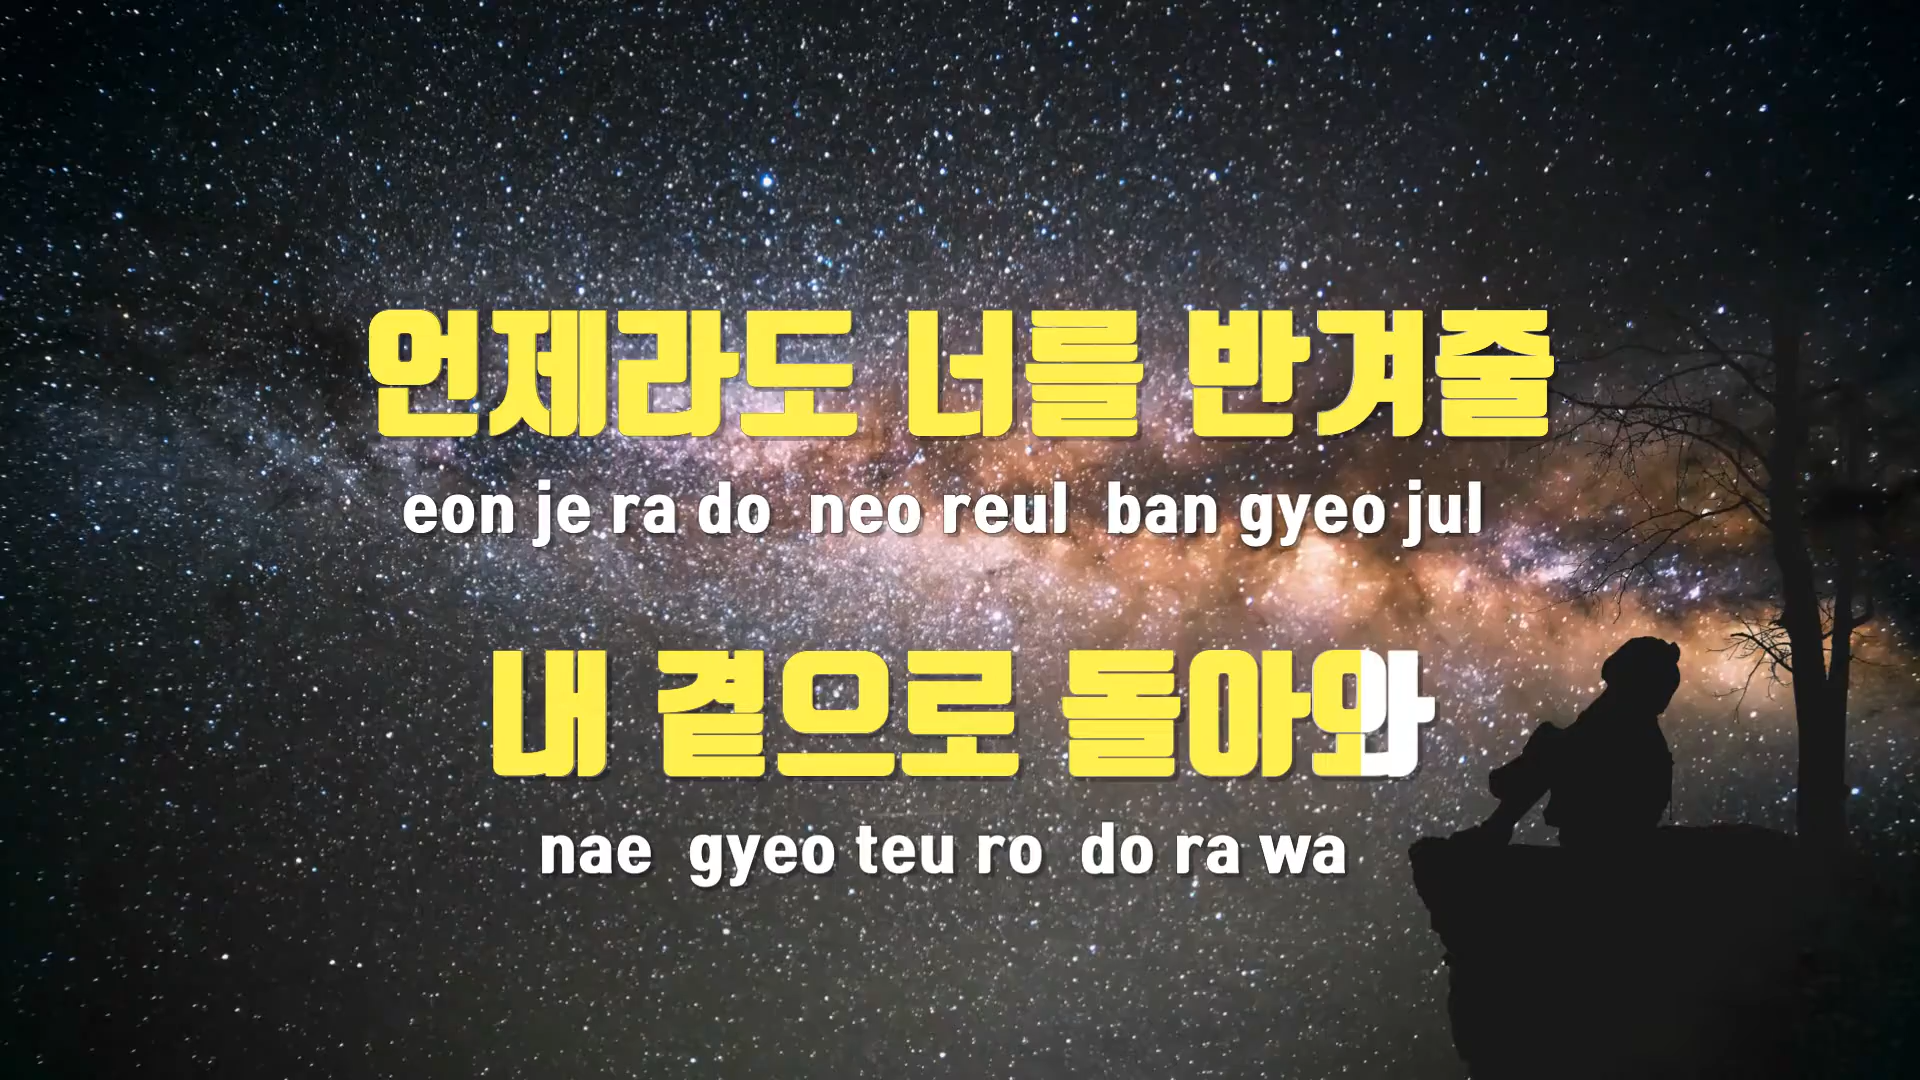 언제라도 너를 반겨줄
eon je ra do neo reul ban gyeo jul
내 곁으로 돌아와
nae gyeo teu ro do ra wa